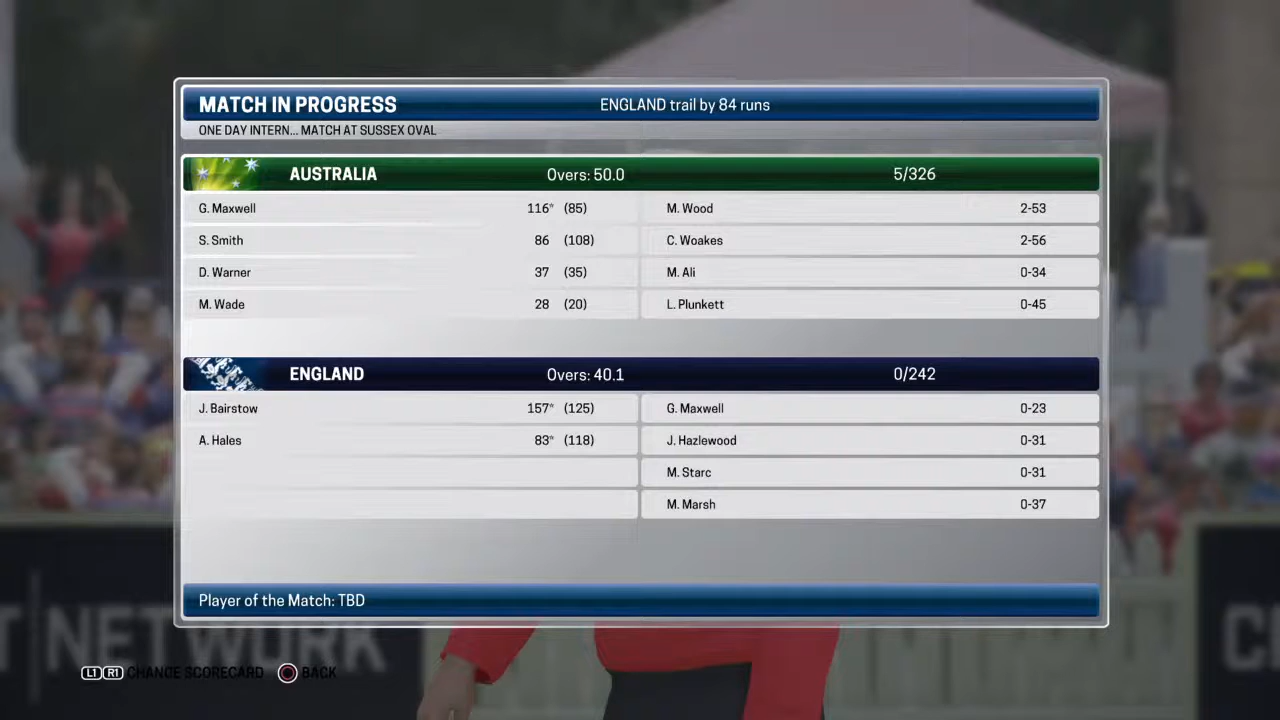 MATCH IN PROGRESS ENGLAND trail by 84 runs
ONE DAY INTERN... MATCH AT SUSSEX OVAL
AUSTRALIA Overs: 50.0 5/326
G. Maxwell 116* (85) M. Wood 2-53
S. Smith 86 (108) C. Woakes 2-56
D. Warner 37 (35) M. Ali 0-34
M. Wade 28 (20) L. Plunkett 0-45
ENGLAND Overs: 40.1 0/242
J. Bairstow 157* (125) G. Maxwell 0-23
A. Hales 83* (118) J. Hazlewood 0-31
M. Starc 0-31
M. Marsh 0-37
Player of the Match: TBD
NETWORK
L1 R1 CHANGE SCORECARD BACK